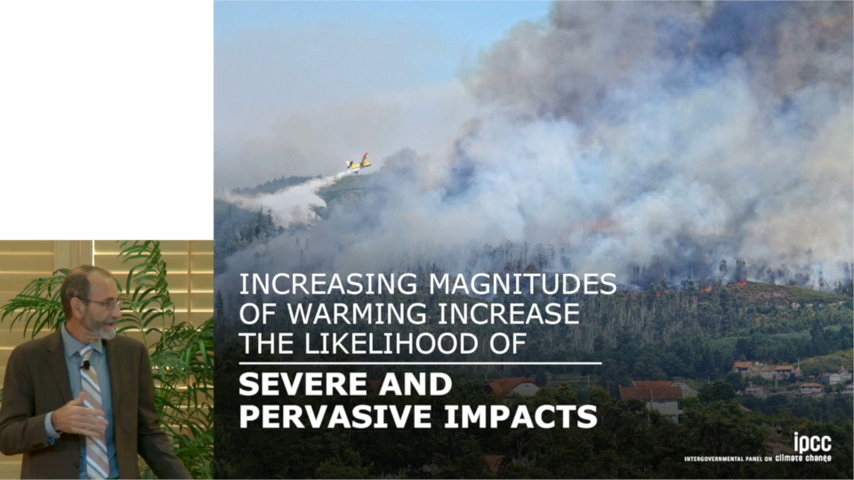 INCREASING MAGNITUDES
OF WARMING INCREASE
THE LIKELIHOOD OF
SEVERE AND
PERVASIVE IMPACTS
ipcc
INTERGOVERNMENTAL PANEL ON climate change